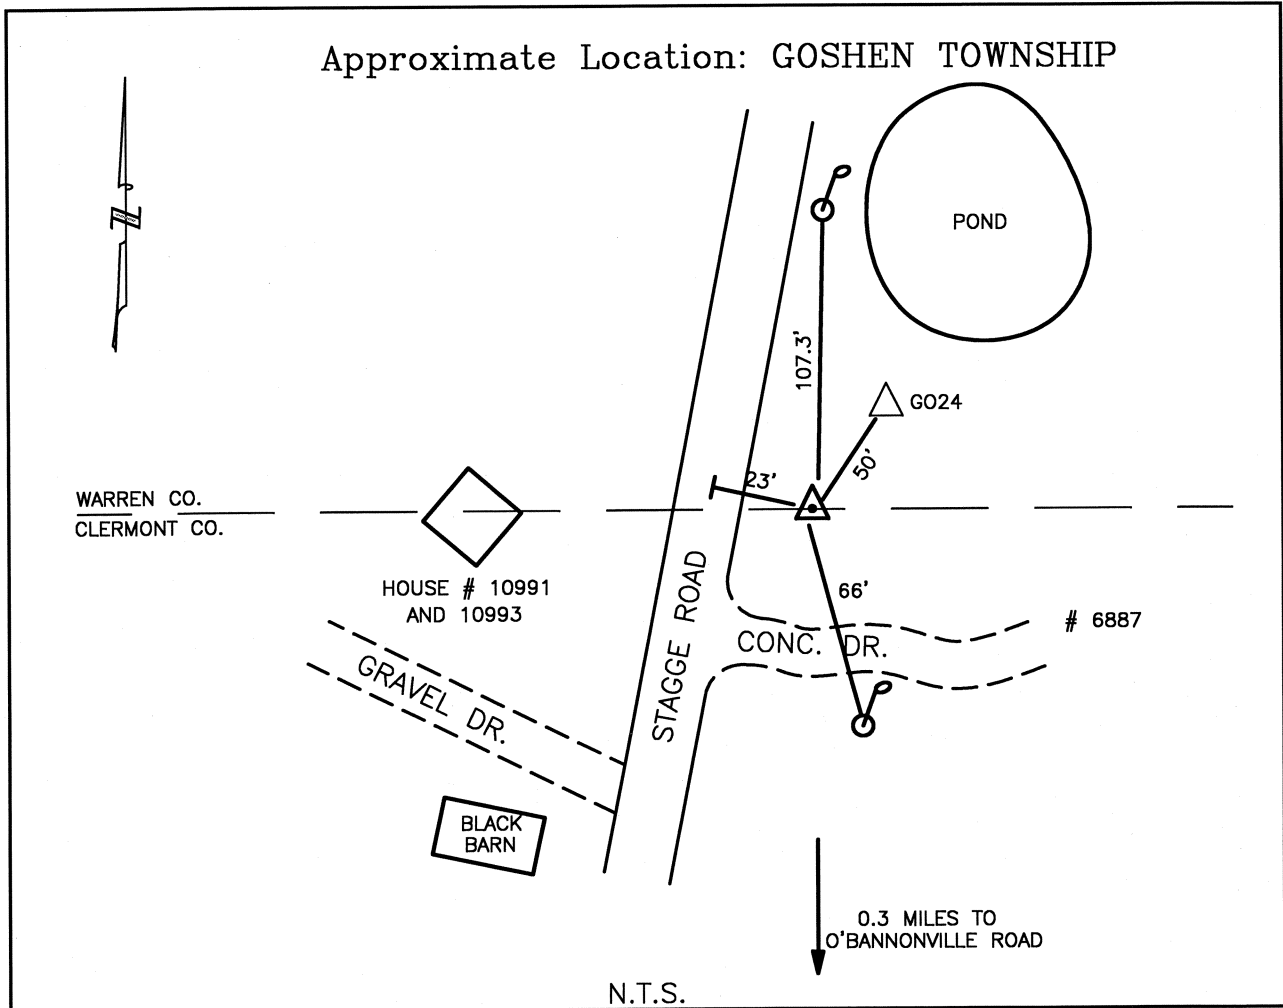 Approximate Location: GOSHEN TOWNSHIP
N
POND
107.3'
GO24
50'
23'
WARREN CO.
CLERMONT CO.
HOUSE # 10991
AND 10993
66'
# 6887
CONC. DR.
STAGGE ROAD
GRAVEL DR.
BLACK
BARN
0.3 MILES TO
O'BANNONVILLE ROAD
N.T.S.